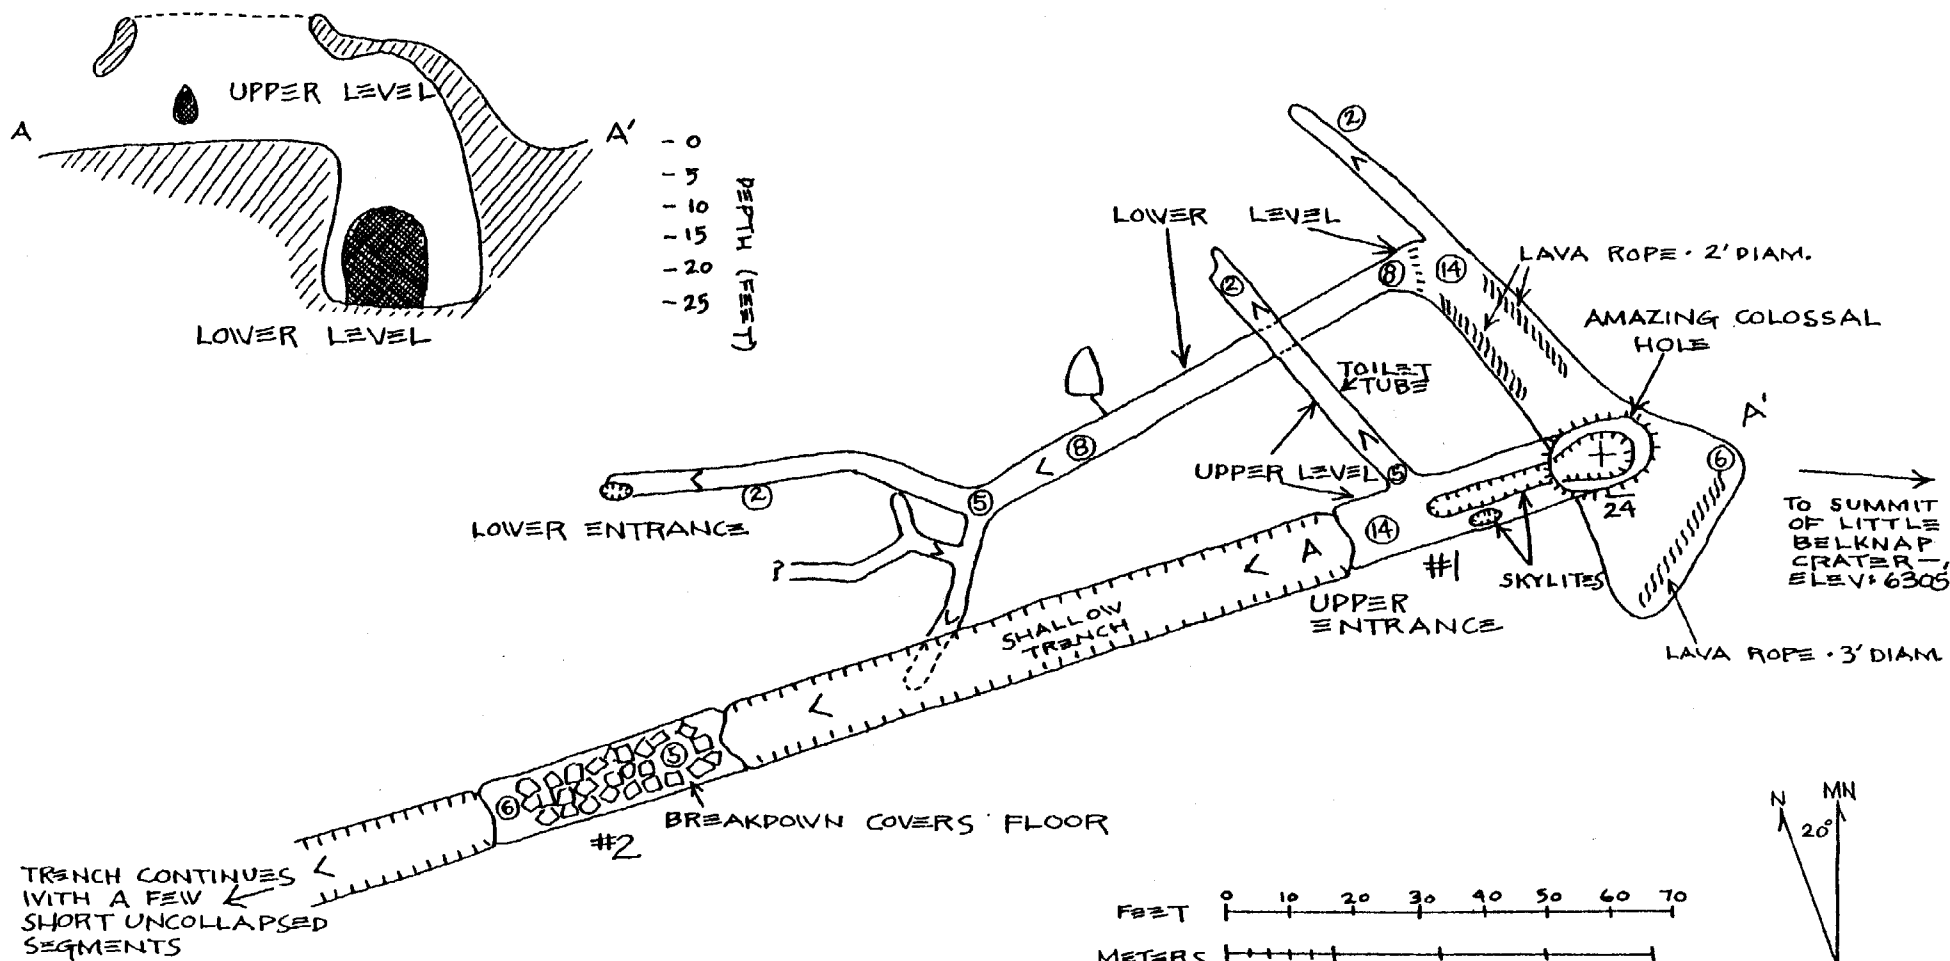 UPPER LEVEL
A
A'
- 0
- 5
- 10
- 15
- 20
- 25
DEPTH (FEET)
LOWER LEVEL
2
LOWER LEVEL
8
14
LAVA ROPE · 2' DIAM.
2
AMAZING COLOSSAL
HOLE
TOILET
TUBE
A'
8
UPPER LEVEL
5
6
2
5
LOWER ENTRANCE
24
14
A
#1
SKYLITES
TO SUMMIT
OF LITTLE
BELKNAP
CRATER –,
ELEV: 6305
?
UPPER
ENTRANCE
SHALLOW
TRENCH
LAVA ROPE · 3' DIAM.
5
6
BREAKDOWN COVERS FLOOR
#2
TRENCH CONTINUES
WITH A FEW
SHORT UNCOLLAPSED
SEGMENTS
N MN
20°
FEET 0 10 20 30 40 50 60 70
METERS